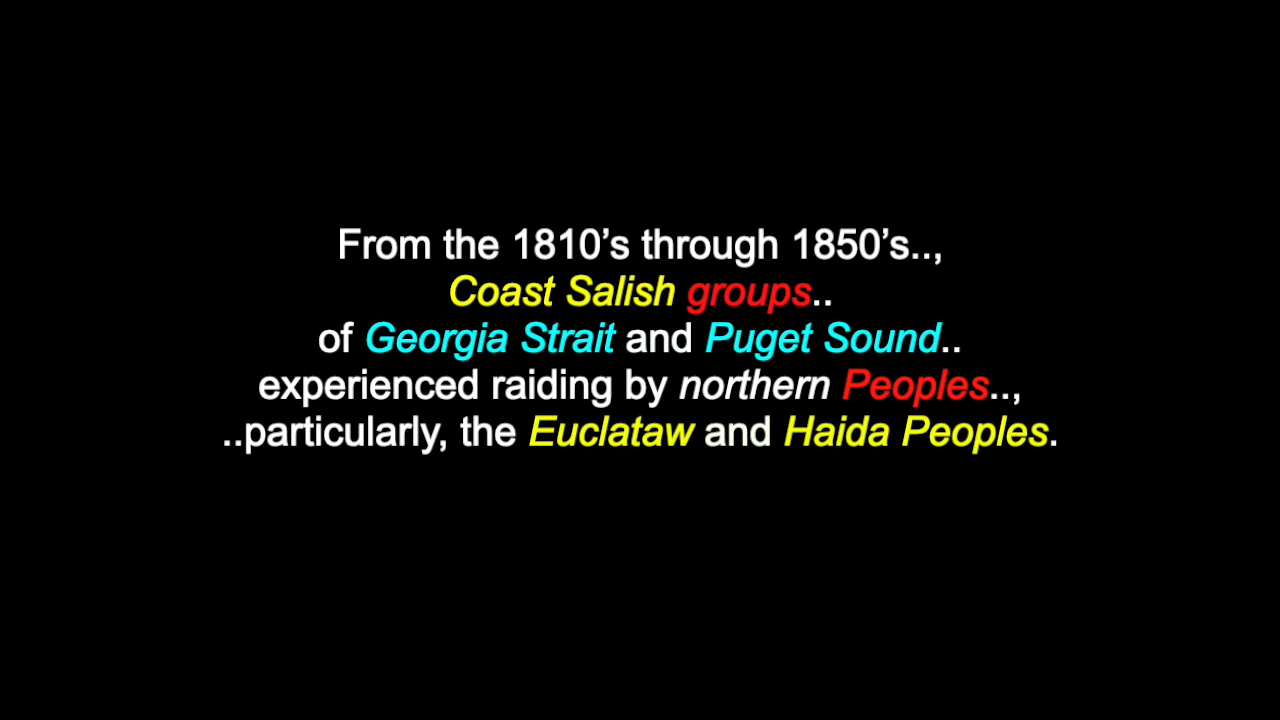 From the 1810’s through 1850’s..,
Coast Salish groups..
of Georgia Strait and Puget Sound..
experienced raiding by northern Peoples..,
..particularly, the Euclataw and Haida Peoples.